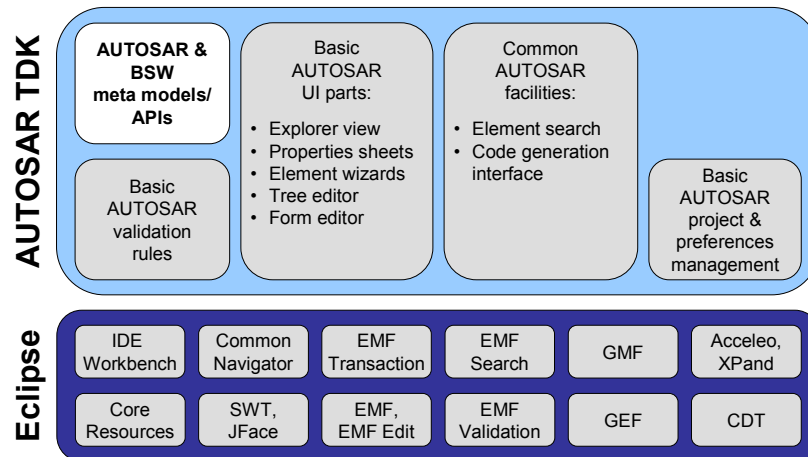 AUTOSAR TDK
AUTOSAR &
BSW
meta models/
APIs
Basic
AUTOSAR
validation
rules
Basic
AUTOSAR
UI parts:
• Explorer view
• Properties sheets
• Element wizards
• Tree editor
• Form editor
Common
AUTOSAR
facilities:
• Element search
• Code generation
interface
Basic
AUTOSAR
project &
preferences
management
Eclipse
IDE
Workbench
Common
Navigator
EMF
Transaction
EMF
Search
GMF
Acceleo,
XPand
Core
Resources
SWT,
JFace
EMF,
EMF Edit
EMF
Validation
GEF
CDT